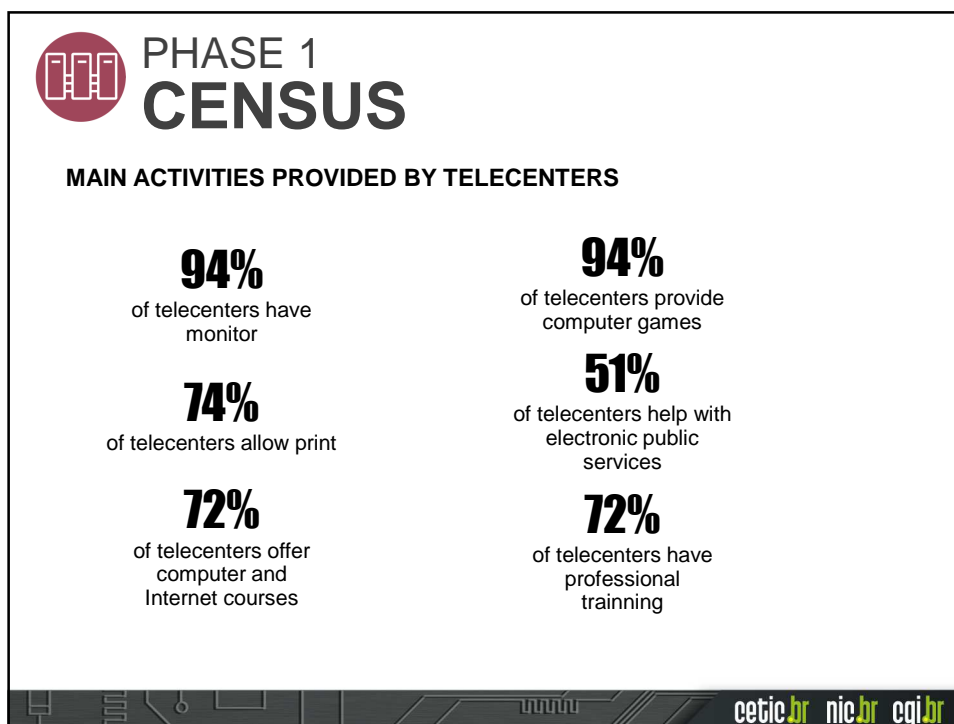 PHASE 1
CENSUS
MAIN ACTIVITIES PROVIDED BY TELECENTERS
94%
of telecenters have
monitor
74%
of telecenters allow print
72%
of telecenters offer
computer and
Internet courses
94%
of telecenters provide
computer games
51%
of telecenters help with
electronic public
services
72%
of telecenters have
professional
trainning
cetic.br nic.br cgi.br